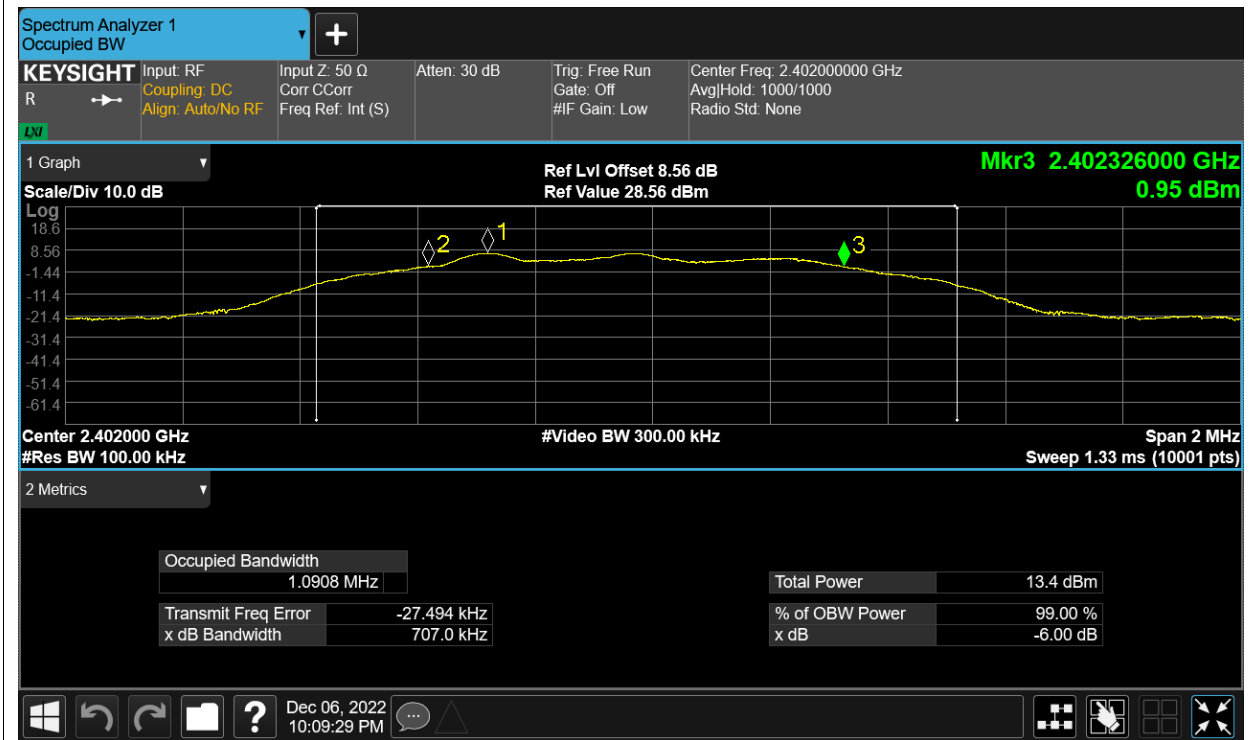 Spectrum Analyzer 1
Occupied BW
KEYSIGHT Input: RF Input Z: 50 Ω Atten: 30 dB Trig: Free Run Center Freq: 2.402000000 GHz
R Coupling: DC Corr CCorr Gate: Off Avg|Hold: 1000/1000
Align: Auto/No RF Freq Ref: Int (S) #IF Gain: Low Radio Std: None
LXI
1 Graph Ref Lvl Offset 8.56 dB Mkr3 2.402326000 GHz
Scale/Div 10.0 dB Ref Value 28.56 dBm 0.95 dBm
Log
18.6
8.56
-1.44
-11.4
-21.4
-31.4
-41.4
-51.4
-61.4
2 1 3
Center 2.402000 GHz #Video BW 300.00 kHz Span 2 MHz
#Res BW 100.00 kHz Sweep 1.33 ms (10001 pts)
2 Metrics
Occupied Bandwidth
1.0908 MHz Total Power 13.4 dBm
Transmit Freq Error -27.494 kHz % of OBW Power 99.00 %
x dB Bandwidth 707.0 kHz x dB -6.00 dB
? Dec 06, 2022
10:09:29 PM